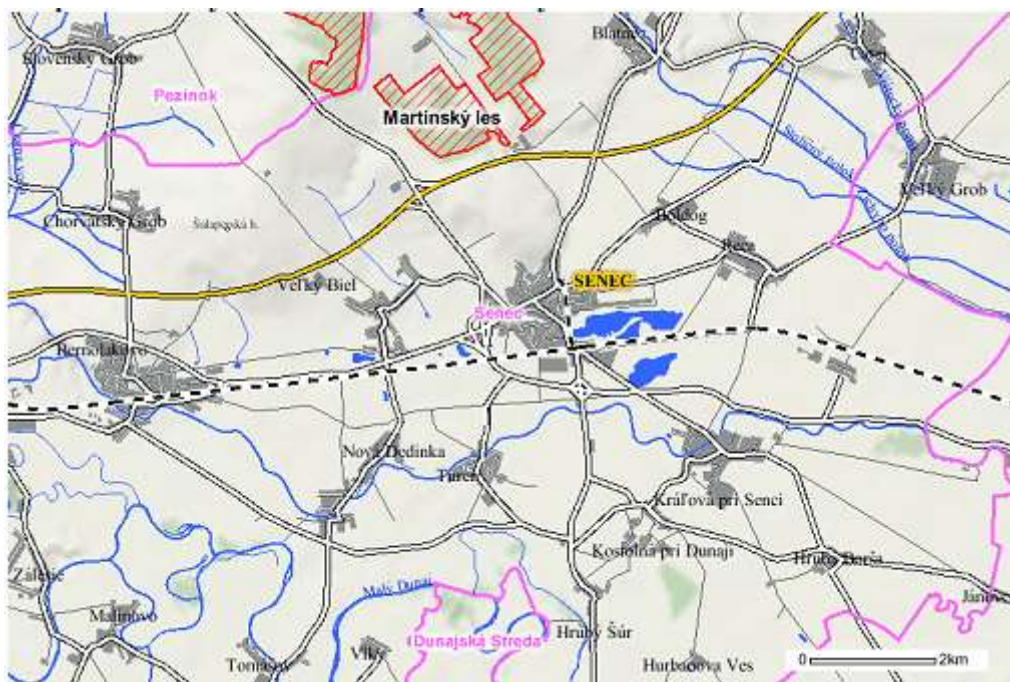 Blatné
Slovenský Grob
Pezinok
Martinský les
Veľký Grob
Chorvátsky Grob
Boldog
Reca
Veľký Biel
SENEC
Senec
Bernolákovo
Nová Dedinka
Kráľová pri Senci
Kostolná pri Dunaji
Hrubá Borša
Malý Dunaj
Zálesie
Malinovo
Dunajská Streda
Hrubý Šúr
Tomášov
Vlky
Hurbanova Ves
0 2km